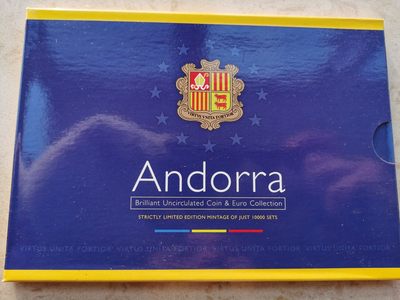 VIRTUS UNITA FORTIOR
Andorra
Brilliant Uncirculated Coin & Euro Collection
STRICTLY LIMITED EDITION MINTAGE OF JUST 10000 SETS
VIRTUS UNITA FORTIOR VIRTUS UNITA FORTIOR VIRTUS UNITA FORTIOR VIRTUS UNITA FORTIOR